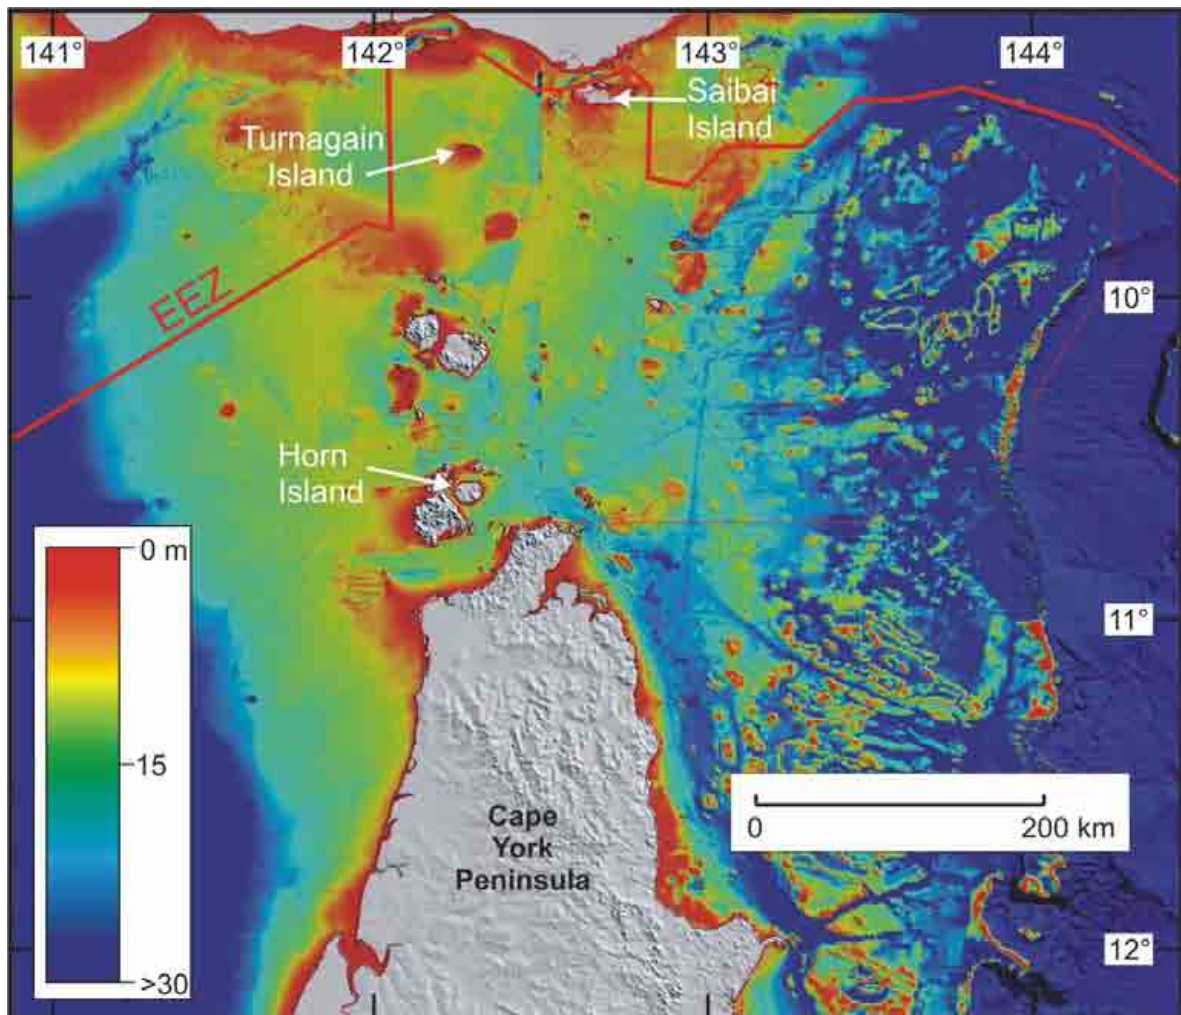 141°
142°
143°
144°
Saibai
Island
Turnagain
Island
EEZ
10°
Horn
Island
0 m
15
>30
11°
Cape
York
Peninsula
0
200 km
12°